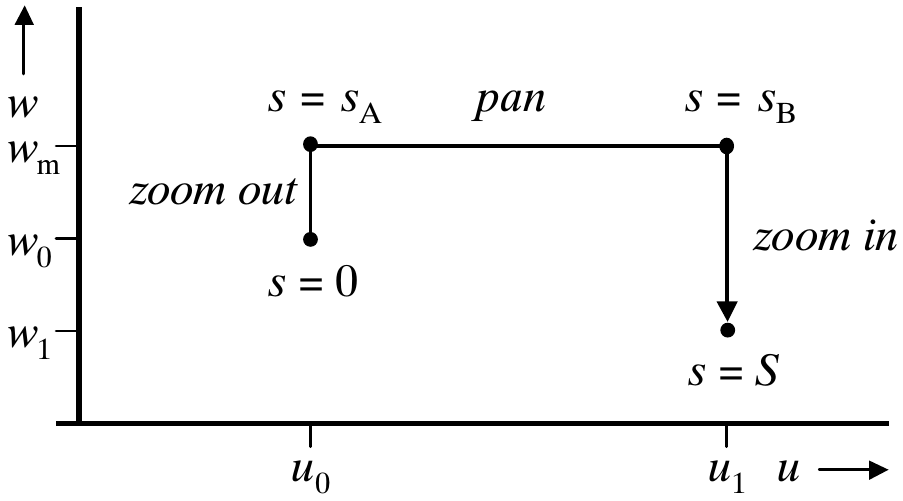 w
s = s_A pan s = s_B
w_m
zoom out
w_0 zoom in
s = 0
w_1
s = S
u_0 u_1 u